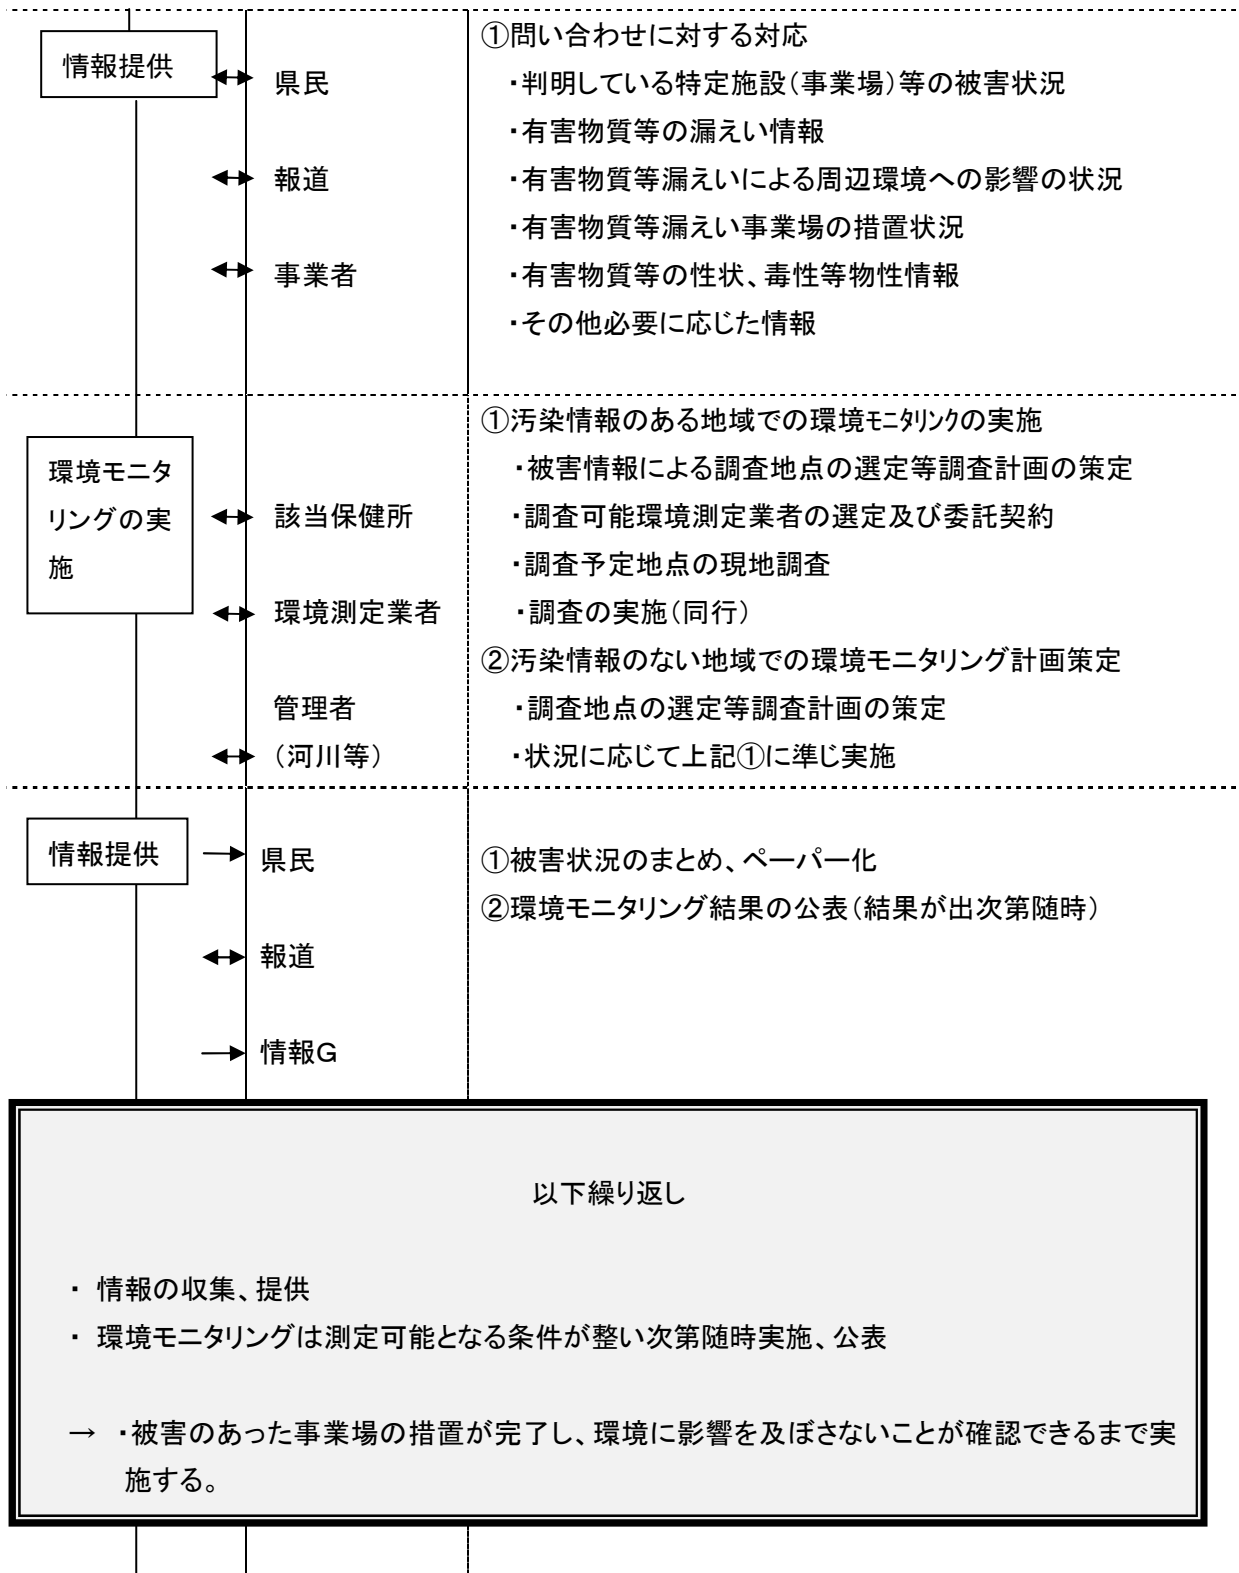 情報提供
県民
報道
事業者
①問い合わせに対する対応
・判明している特定施設(事業場)等の被害状況
・有害物質等の漏えい情報
・有害物質等漏えいによる周辺環境への影響の状況
・有害物質等漏えい事業場の措置状況
・有害物質等の性状、毒性等物性情報
・その他必要に応じた情報
環境モニタ
リングの実
施
該当保健所
環境測定業者
管理者
(河川等)
①汚染情報のある地域での環境ﾓﾆﾀﾘﾝｸの実施
・被害情報による調査地点の選定等調査計画の策定
・調査可能環境測定業者の選定及び委託契約
・調査予定地点の現地調査
・調査の実施(同行)
②汚染情報のない地域での環境モニタリング計画策定
・調査地点の選定等調査計画の策定
・状況に応じて上記①に準じ実施
情報提供
県民
報道
情報G
①被害状況のまとめ、ペーパー化
②環境モニタリング結果の公表(結果が出次第随時)
以下繰り返し
・ 情報の収集、提供
・ 環境モニタリングは測定可能となる条件が整い次第随時実施、公表
→ ・被害のあった事業場の措置が完了し、環境に影響を及ぼさないことが確認できるまで実
施する。